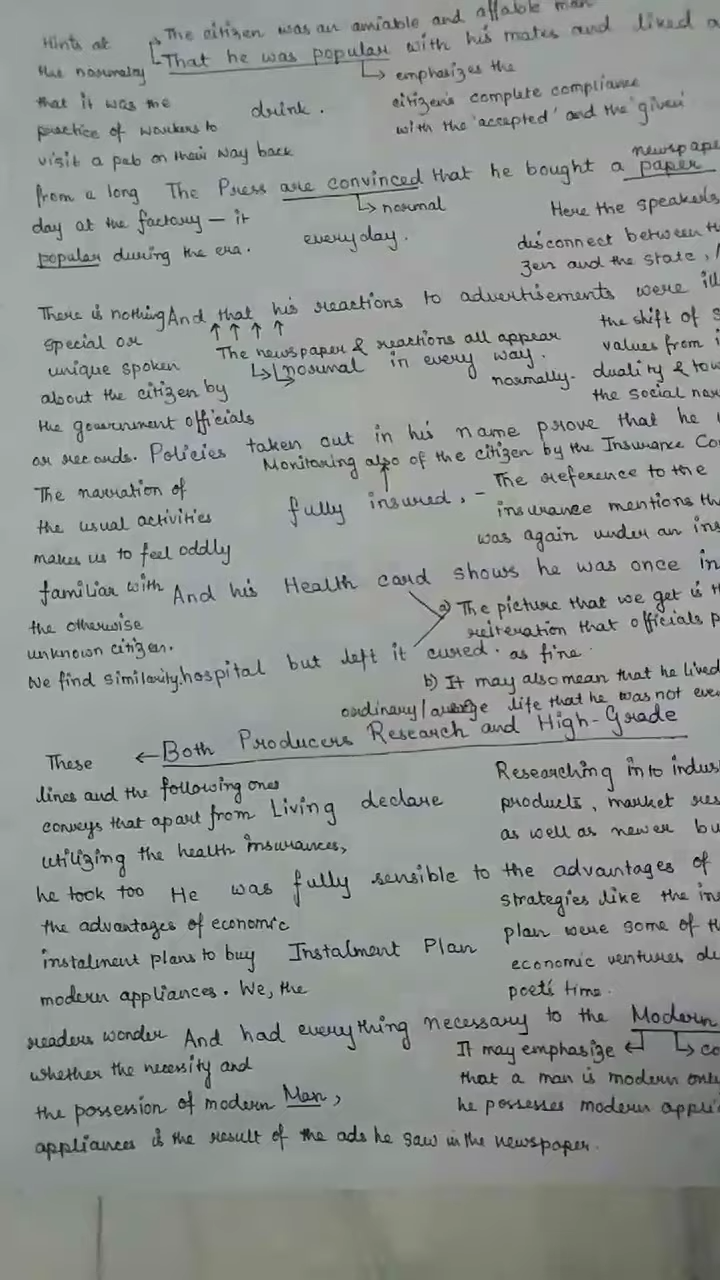 The citizen was an amiable and affable man
Hints at
That he was popular with his mates and liked a
the normalcy
→ emphasizes the
that it was the drink. citizen's complete compliance
practice of workers to with the 'accepted' and the 'given'
visit a pub on their way back
newspape
from a long The Press are convinced that he bought a paper
day at the factory — it → normal Here the speaker's
popular during the era. everyday. disconnect between th
zen and the state,
There is nothing And that his reactions to advertisements were
special or the shift of s
unique spoken The newspaper & reactions all appear values from i
about the citizen by → normal in every way. duality & tow
the government officials normally. the social nor
or records. Policies taken out in his name prove that he
Monitoring also of the citizen by the Insurance Co
The narration of fully insured, - The reference to the
the usual activities insurance mentions th
makes us to feel oddly was again under an ins
familiar with And his Health card shows he was once in
the otherwise a) The picture that we get is th
unknown citizen. reiteration that officials p
We find similarity. hospital but left it cured. as fine.
b) It may also mean that he lived
ordinary/average life that he was not eve
These ← Both Producers Research and High-Grade
lines and the following ones Researching into indus
conveys that apart from Living declare products, market res
utilizing the health insurances, as well as newer bu
he took too He was fully sensible to the advantages of
the advantages of economic strategies like the ins
instalment plans to buy Instalment Plan plan were some of th
modern appliances. We, the economic ventures du
poet's time.
readers wonder And had everything necessary to the Modern
whether the necessity and It may emphasize ↵ ↳ co
the possession of modern Man, that a man is modern only
he possesses modern appli
appliances is the result of the ads he saw in the newspaper.